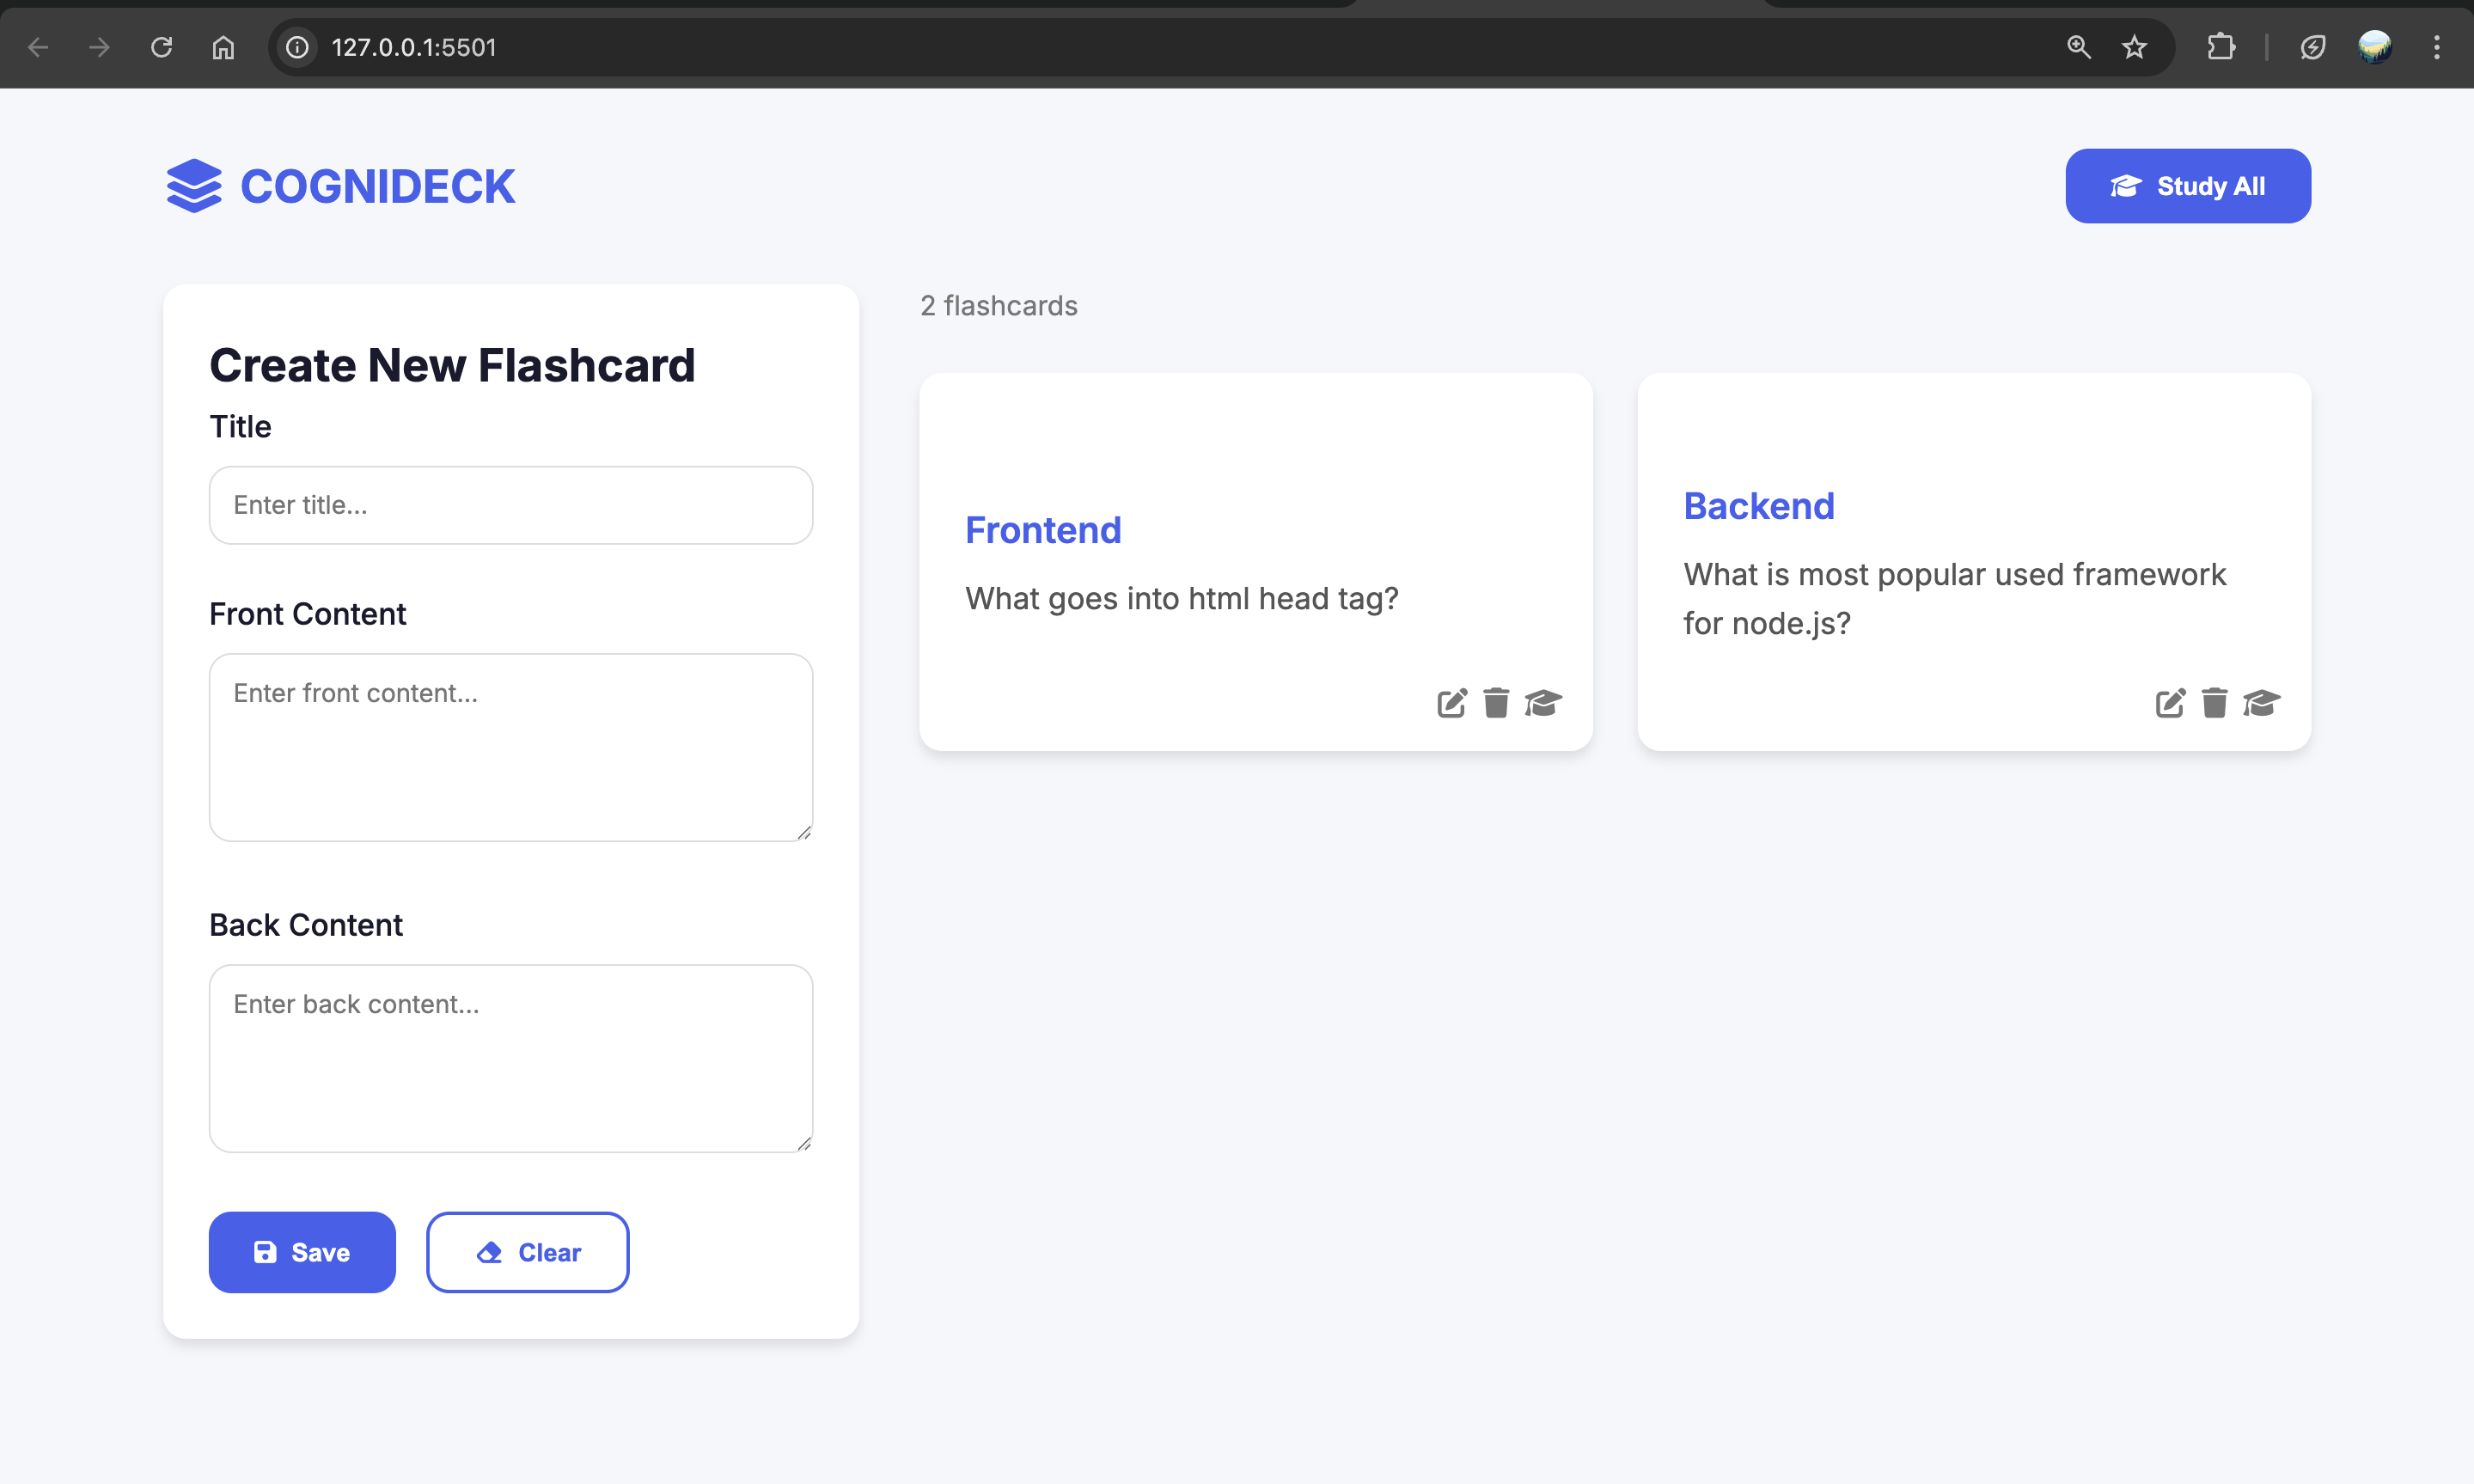 127.0.0.1:5501
COGNIDECK
Study All
Create New Flashcard
Title
Enter title...
Front Content
Enter front content...
Back Content
Enter back content...
Save
Clear
2 flashcards
Frontend
What goes into html head tag?
Backend
What is most popular used framework
for node.js?